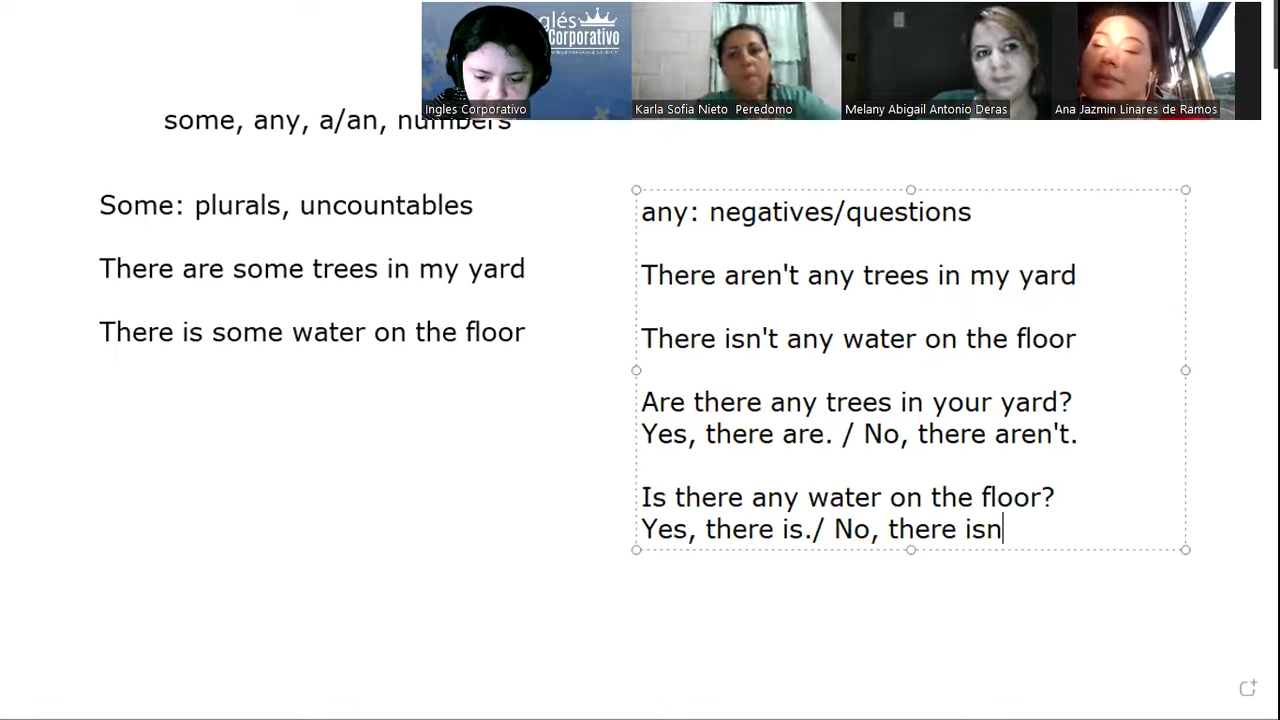 glés
Corporativo
Ingles Corporativo
Karla Sofia Nieto Peredomo
Melany Abigail Antonio Deras
Ana Jazmin Linares de Ramos
some, any, a/an, numbers
Some: plurals, uncountables
There are some trees in my yard
There is some water on the floor
any: negatives/questions
There aren't any trees in my yard
There isn't any water on the floor
Are there any trees in your yard?
Yes, there are. / No, there aren't.
Is there any water on the floor?
Yes, there is./ No, there isn